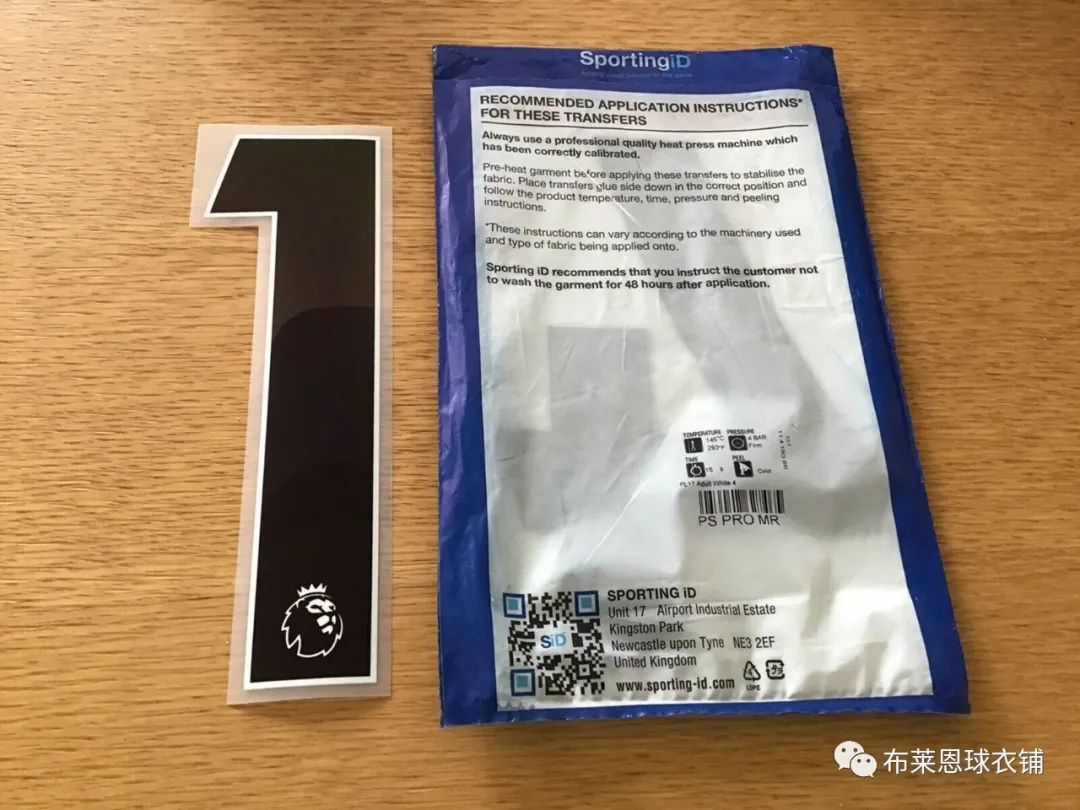 1
SportingiD
Adding visual passion to the game
RECOMMENDED APPLICATION INSTRUCTIONS*
FOR THESE TRANSFERS
Always use a professional quality heat press machine which
has been correctly calibrated.
Pre-heat garment before applying these transfers to stabilise the
fabric. Place transfers glue side down in the correct position and
follow the product temperature, time, pressure and peeling
instructions.
*These instructions can vary according to the machinery used
and type of fabric being applied onto.
Sporting iD recommends that you instruct the customer not
to wash the garment for 48 hours after application.
TEMPERATURE PRESSURE
145°C 4 BAR
293°F Firm
TIME PEEL
15 s Cold
PL17 Adult White 4
PS PRO MR
SiD
SPORTING iD
Unit 17 Airport Industrial Estate
Kingston Park
Newcastle upon Tyne NE3 2EF
United Kingdom
www.sporting-id.com
LDPE
布莱恩球衣铺